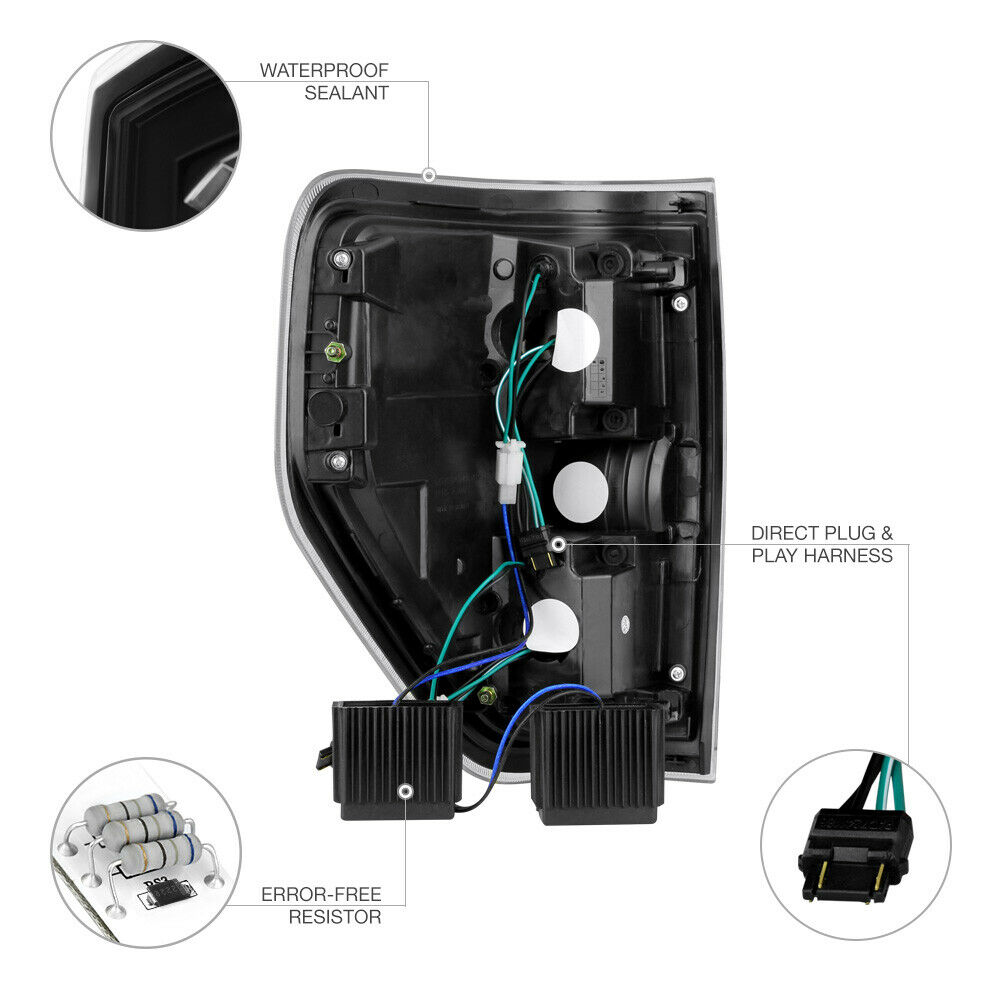 WATERPROOF
SEALANT
DIRECT PLUG &
PLAY HARNESS
ERROR-FREE
RESISTOR